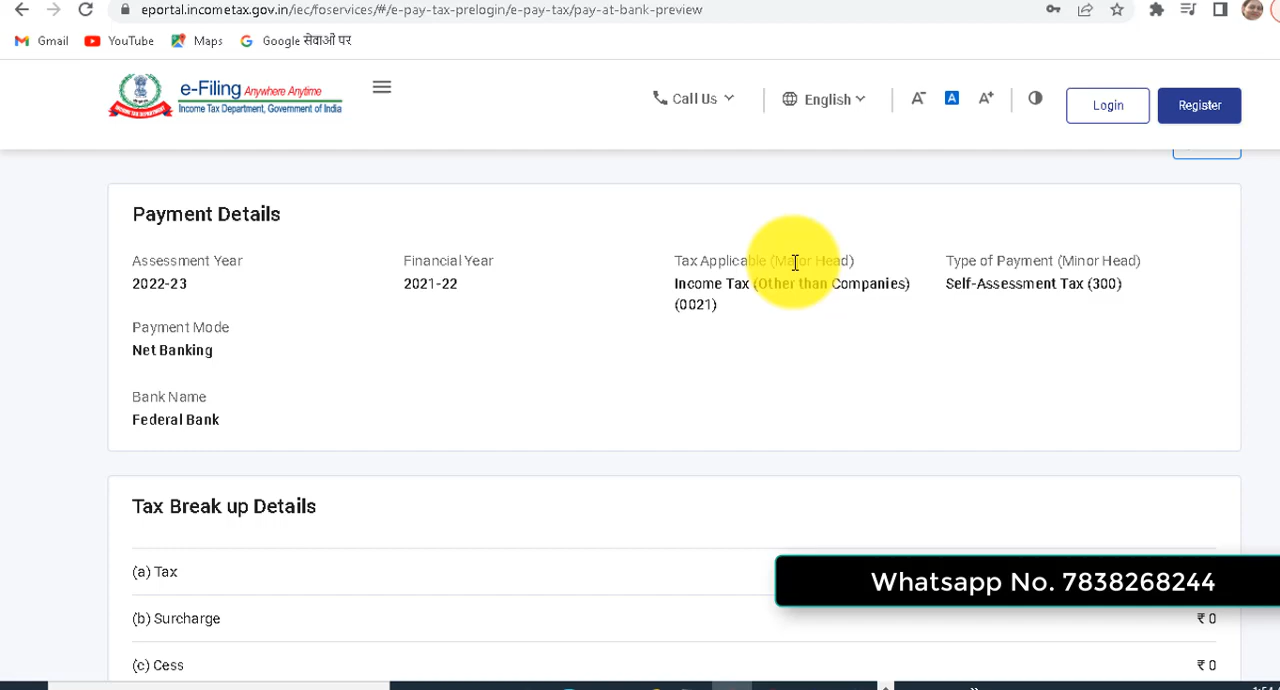 eportal.incometax.gov.in/iec/foservices/#/e-pay-tax-prelogin/e-pay-tax/pay-at-bank-preview
Gmail YouTube Maps Google सेवाओं पर
e-Filing Anywhere Anytime
Income Tax Department, Government of India
Call Us English A- A A+ Login Register
Payment Details
Assessment Year Financial Year Tax Applicable (Major Head) Type of Payment (Minor Head)
2022-23 2021-22 Income Tax (Other than Companies) Self-Assessment Tax (300)
(0021)
Payment Mode
Net Banking
Bank Name
Federal Bank
Tax Break up Details
(a) Tax
Whatsapp No. 7838268244
(b) Surcharge ₹ 0
(c) Cess ₹ 0